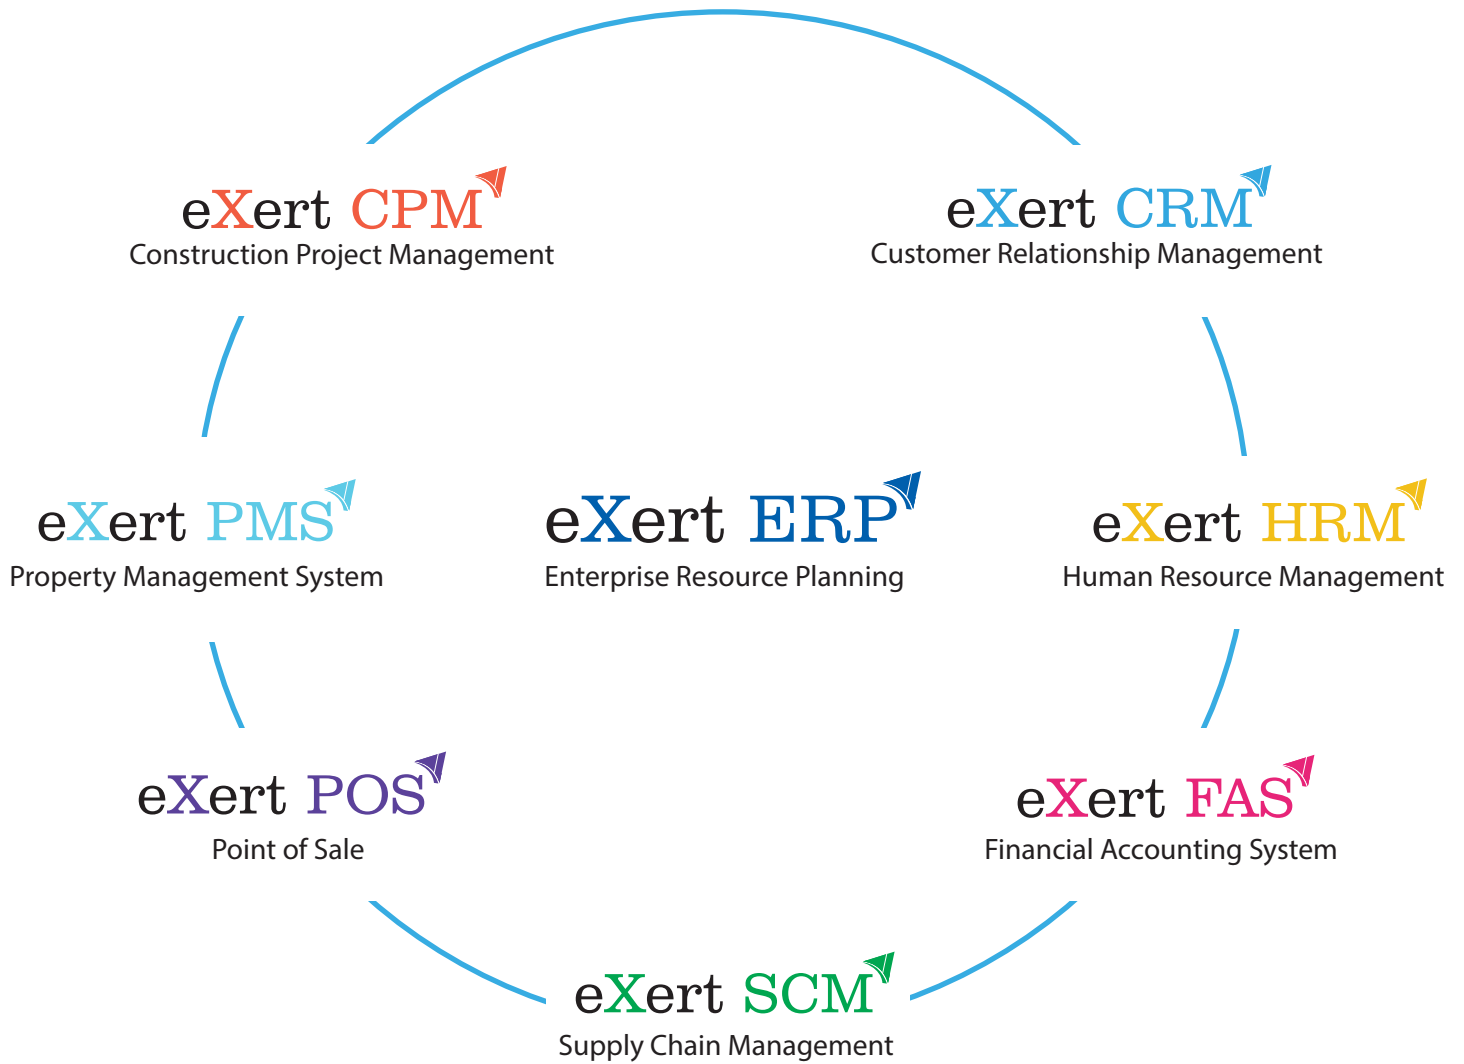 eXert CPM
Construction Project Management
eXert CRM
Customer Relationship Management
eXert PMS
Property Management System
eXert ERP
Enterprise Resource Planning
eXert HRM
Human Resource Management
eXert POS
Point of Sale
eXert FAS
Financial Accounting System
eXert SCM
Supply Chain Management